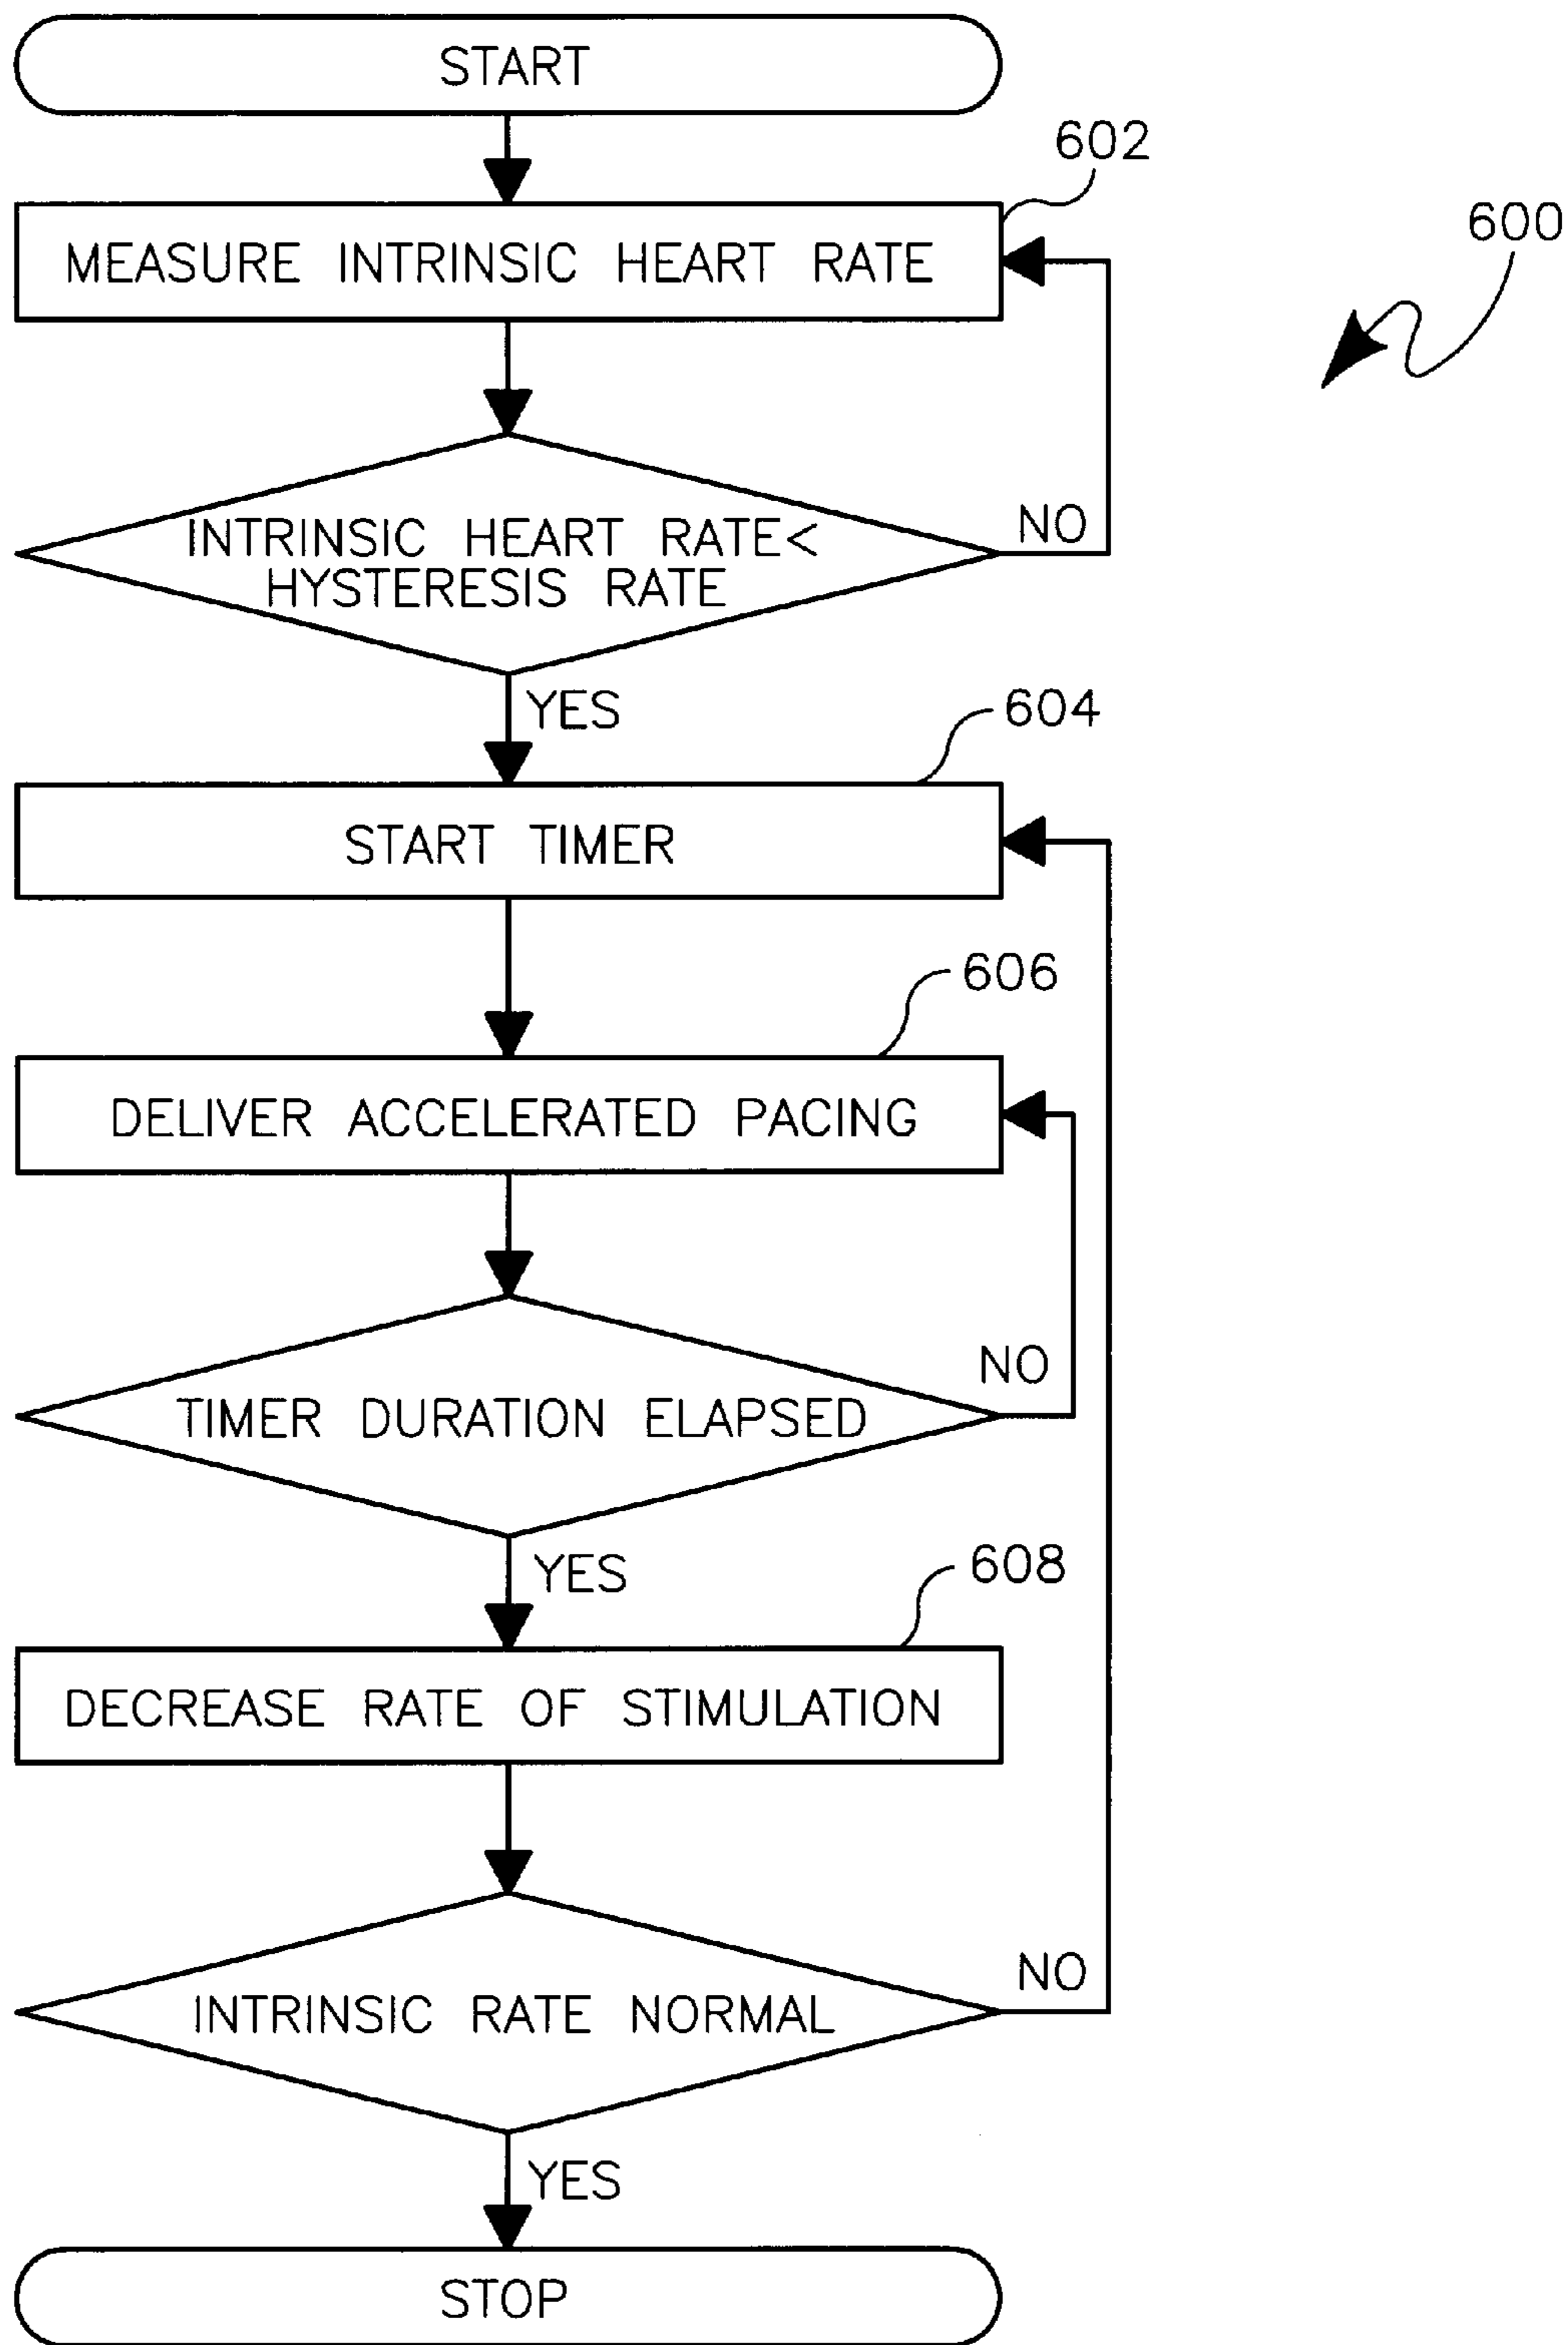 START
602
600
MEASURE INTRINSIC HEART RATE
INTRINSIC HEART RATE<
HYSTERESIS RATE
NO
YES
604
START TIMER
606
DELIVER ACCELERATED PACING
NO
TIMER DURATION ELAPSED
YES
608
DECREASE RATE OF STIMULATION
NO
INTRINSIC RATE NORMAL
YES
STOP